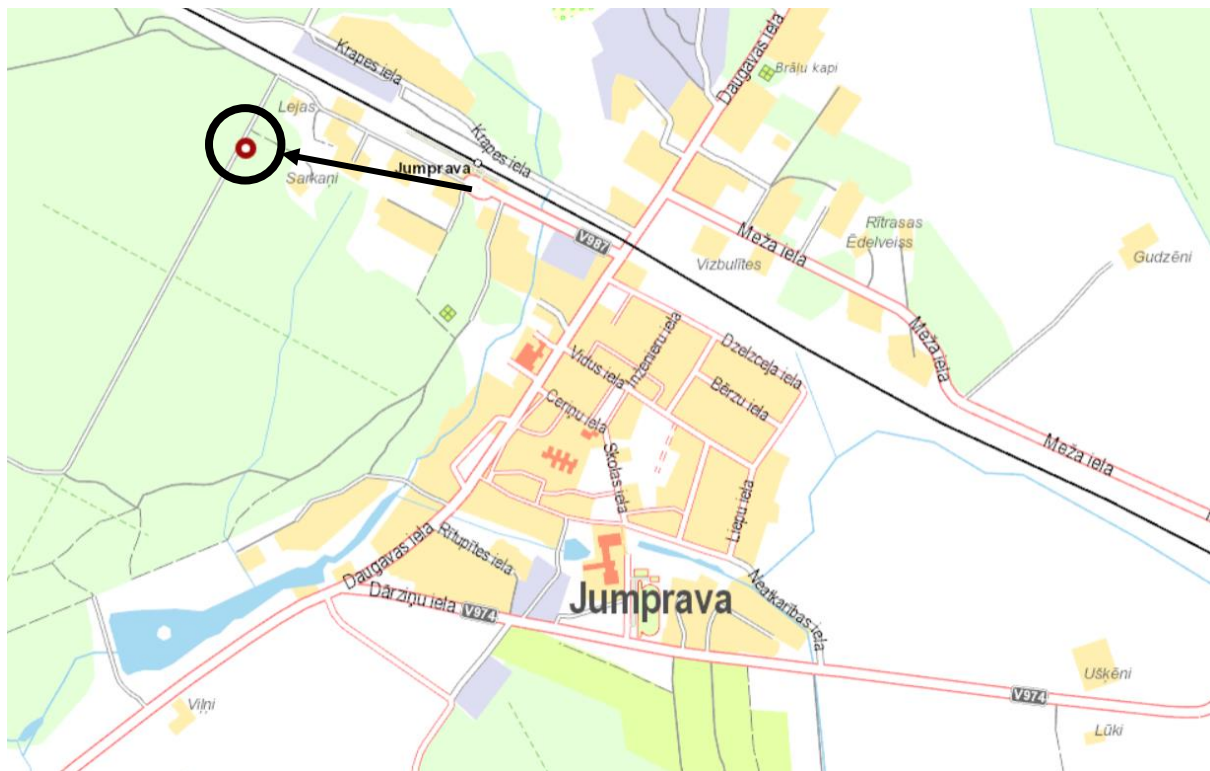 Krapes iela
Daugavas iela
Brāļu kapi
Lejas
Krapes iela
Jumprava
Sarkaņi
V987
Meža iela
Rītrasas
Ēdelveiss
Vizbulītes
Gudzēni
Meža iela
Inženieru iela
Dzelzceļa iela
Vidus iela
Bērzu iela
Ceriņu iela
Skolas iela
Meža iela
Liepu iela
Daugavas iela
Rītupītes iela
Dārziņu iela
V974
Jumprava
Neatkarības iela
Ušķēni
V974
Viļņi
Lūki